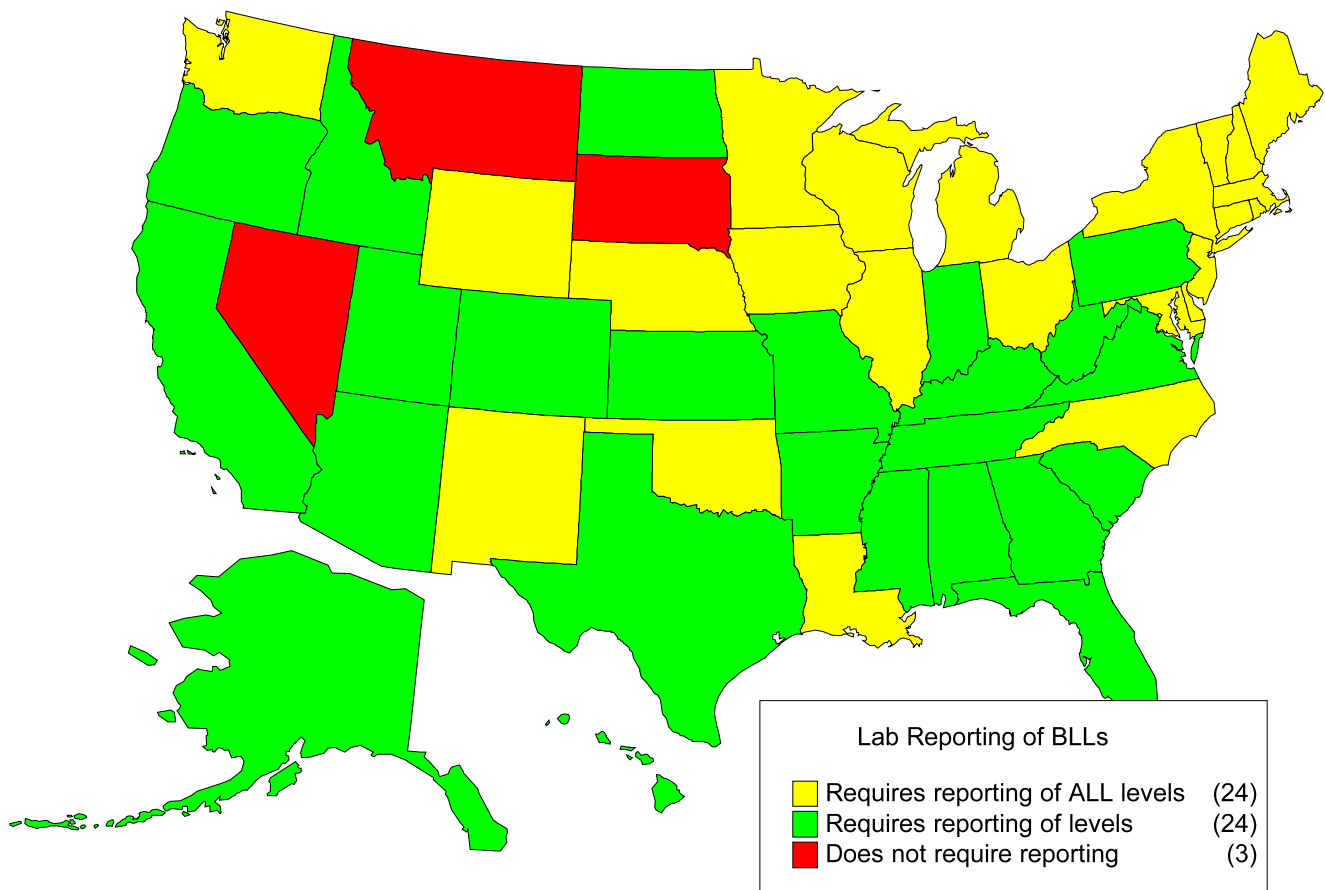 Lab Reporting of BLLs
Requires reporting of ALL levels (24)
Requires reporting of levels (24)
Does not require reporting (3)